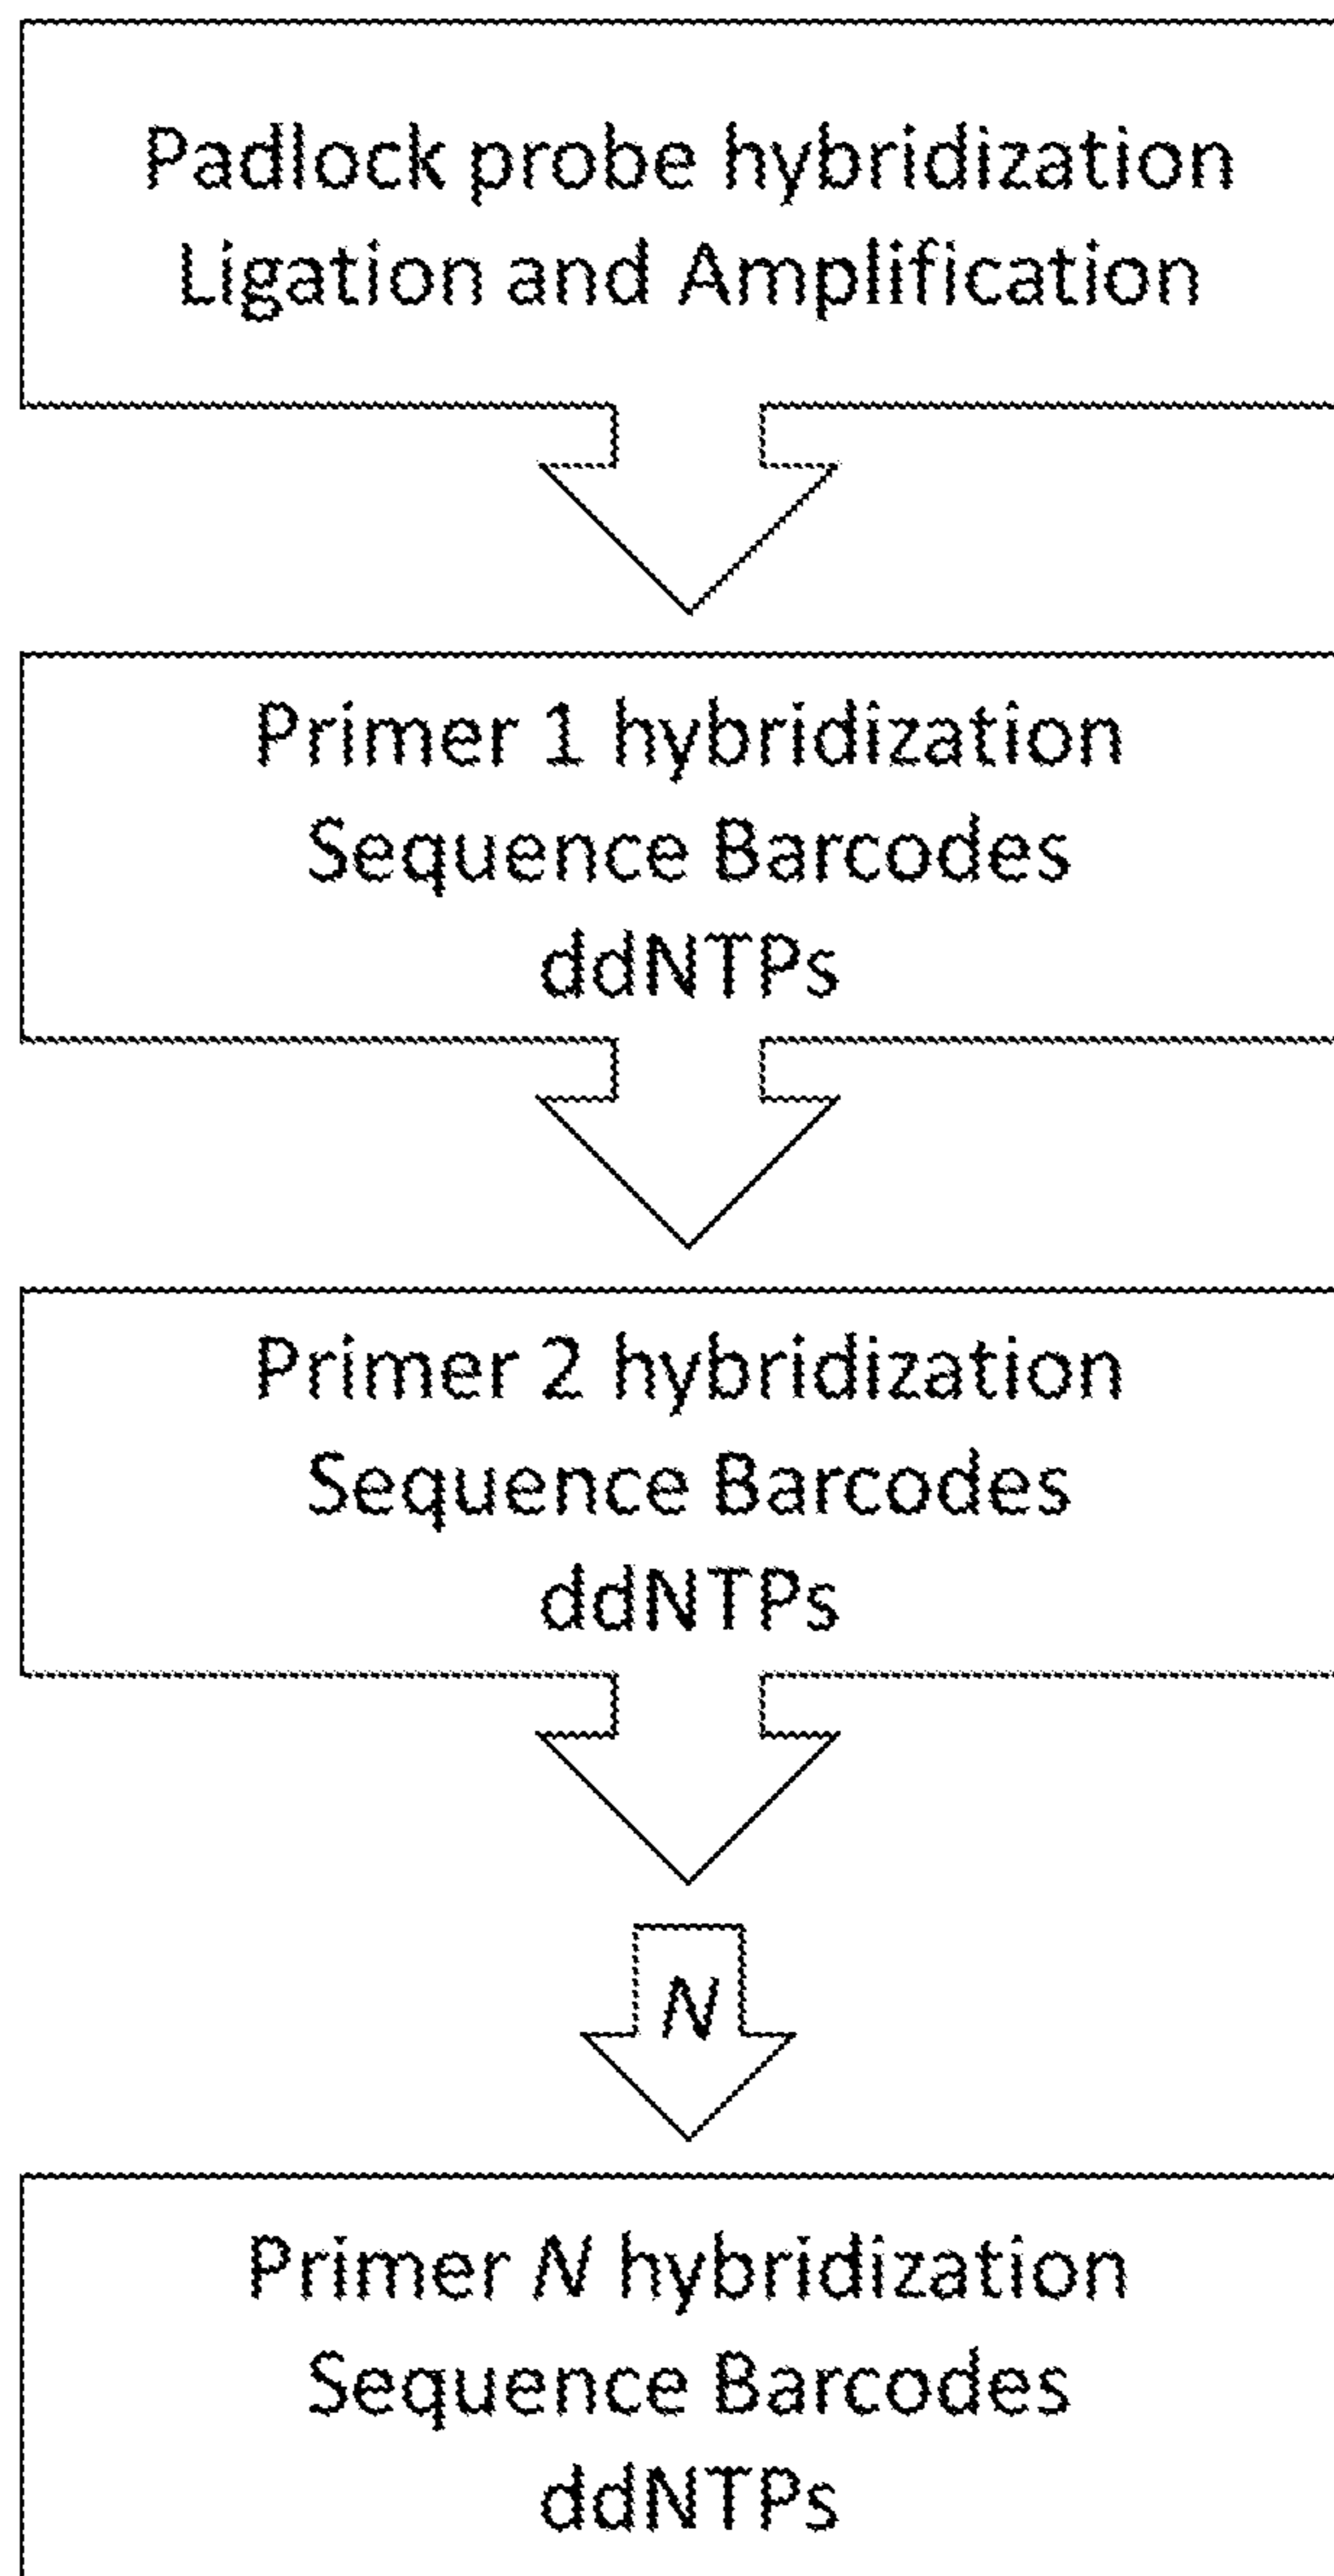 Padlock probe hybridization
Ligation and Amplification
Primer 1 hybridization
Sequence Barcodes
ddNTPs
Primer 2 hybridization
Sequence Barcodes
ddNTPs
N
Primer N hybridization
Sequence Barcodes
ddNTPs